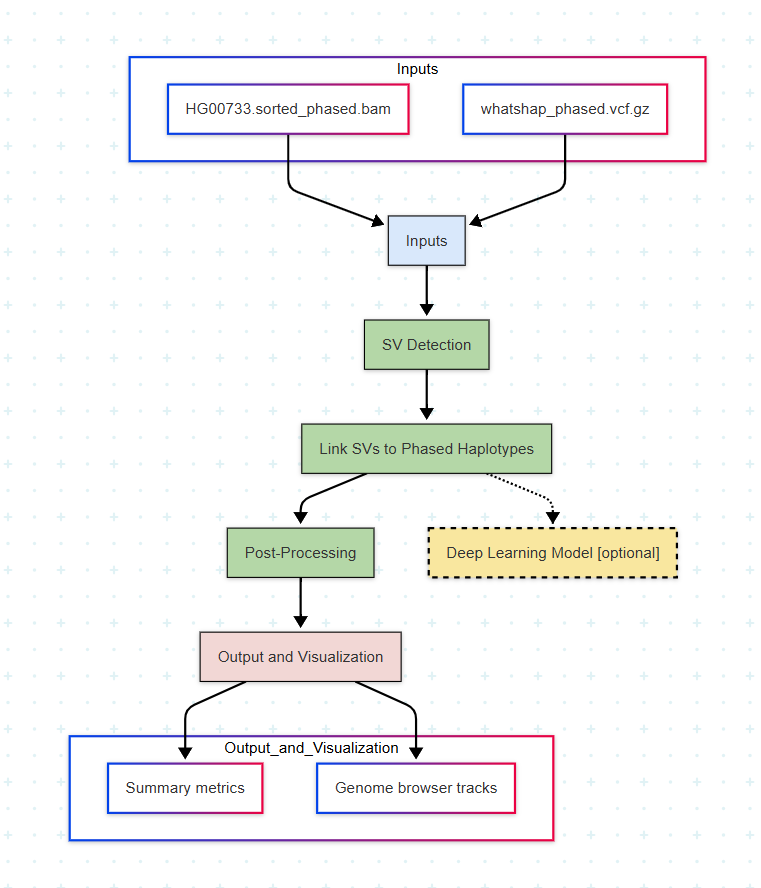 Inputs
HG00733.sorted_phased.bam
whatshap_phased.vcf.gz
Inputs
SV Detection
Link SVs to Phased Haplotypes
Post-Processing
Deep Learning Model [optional]
Output and Visualization
Output_and_Visualization
Summary metrics
Genome browser tracks